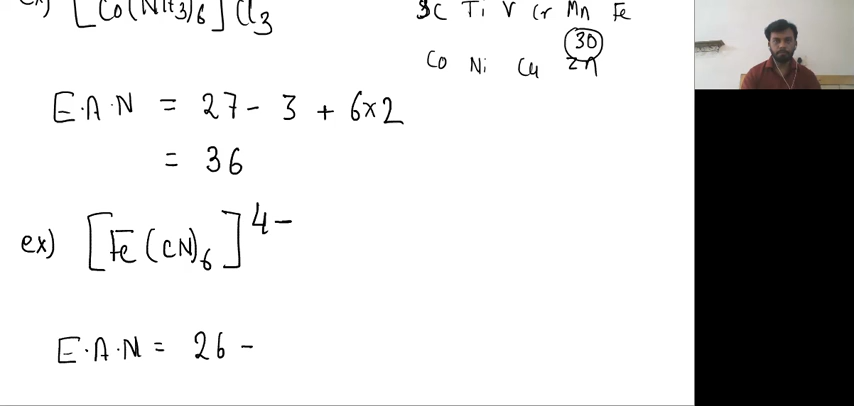 ex) [Co(NH3)6]Cl3
Sc Ti V Cr Mn Fe
30
Co Ni Cu Zn
E.A.N = 27 - 3 + 6×2
= 36
ex) [Fe(CN)6]4-
E.A.N = 26 -